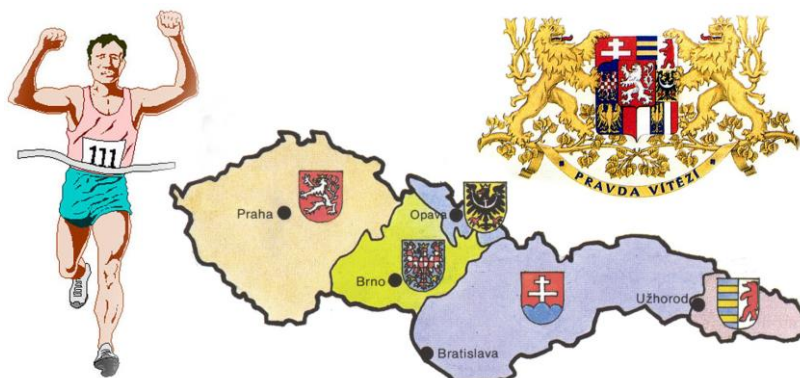 111
PRAVDA VÍTĚZÍ
Praha
Opava
Brno
Užhorod
Bratislava